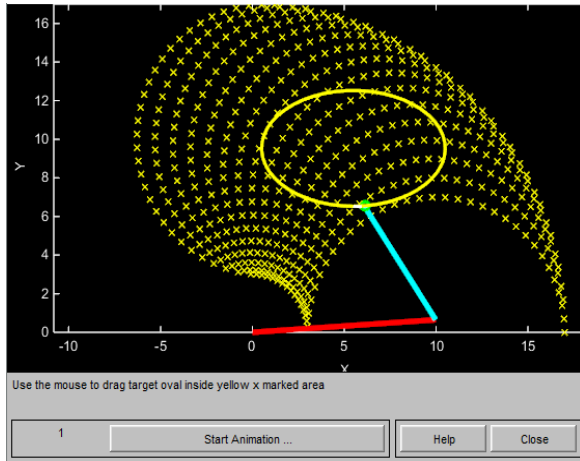 16
14
12
10
8
6
4
2
0
Y
-10 -5 0 5 10 15
X
Use the mouse to drag target oval inside yellow x marked area
1 Start Animation ... Help Close